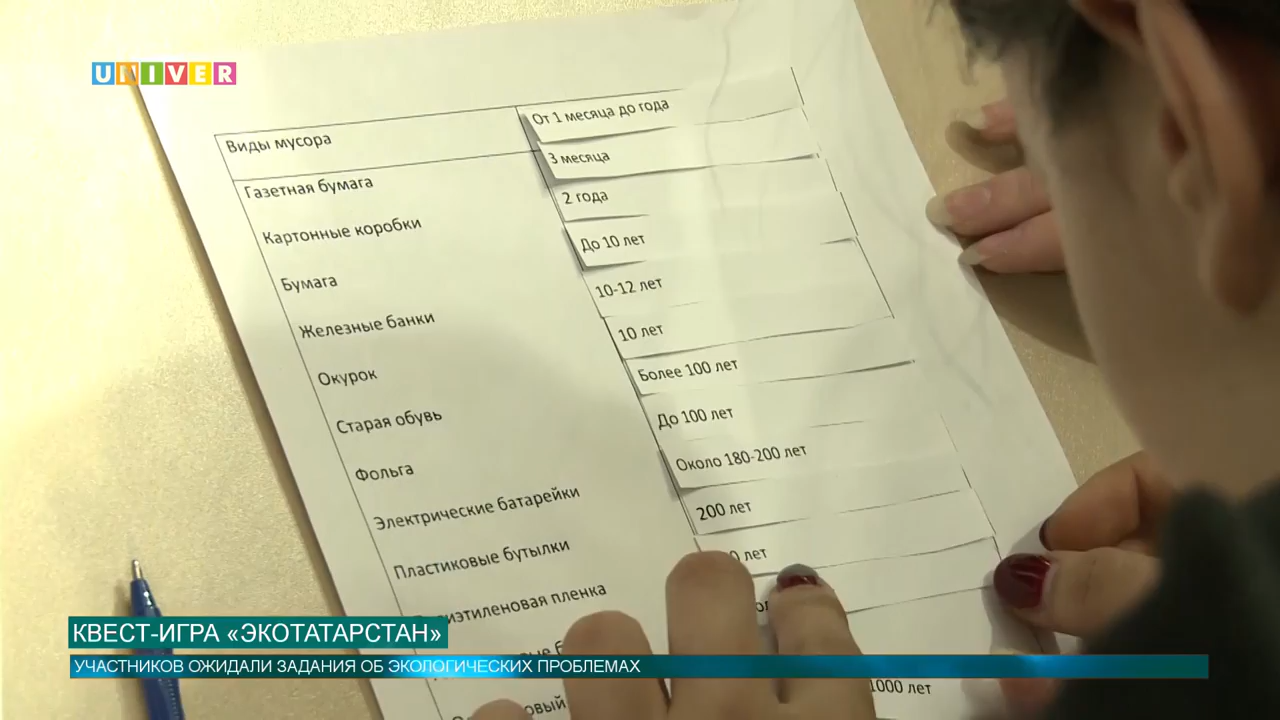 UNIVER
Виды мусора
От 1 месяца до года
Газетная бумага
3 месяца
Картонные коробки
2 года
Бумага
До 10 лет
Железные банки
10-12 лет
Окурок
10 лет
Старая обувь
Более 100 лет
Фольга
До 100 лет
Электрические батарейки
Около 180-200 лет
Пластиковые бутылки
200 лет
пленка
лет
КВЕСТ-ИГРА «ЭКОТАТАРСТАН»
УЧАСТНИКОВ ОЖИДАЛИ ЗАДАНИЯ ОБ ЭКОЛОГИЧЕСКИХ ПРОБЛЕМАХ
1000 лет